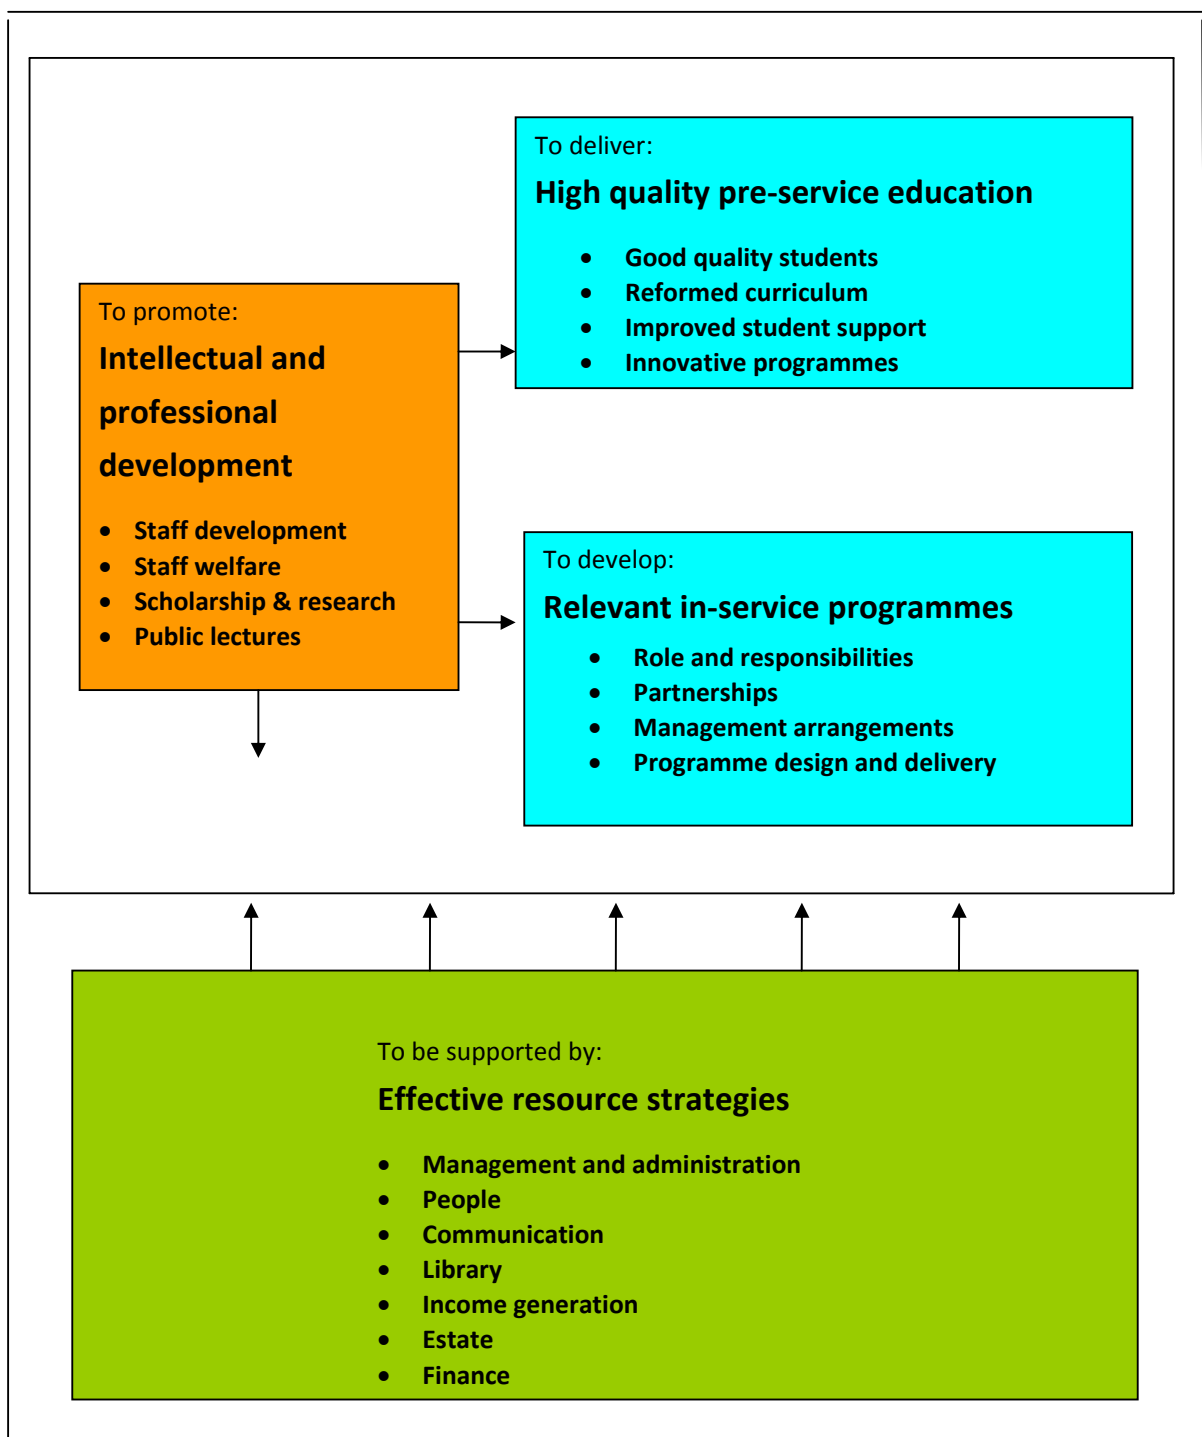 To deliver:
High quality pre-service education
• Good quality students
• Reformed curriculum
• Improved student support
• Innovative programmes
To promote:
Intellectual and
professional
development
• Staff development
• Staff welfare
• Scholarship & research
• Public lectures
To develop:
Relevant in-service programmes
• Role and responsibilities
• Partnerships
• Management arrangements
• Programme design and delivery
To be supported by:
Effective resource strategies
• Management and administration
• People
• Communication
• Library
• Income generation
• Estate
• Finance